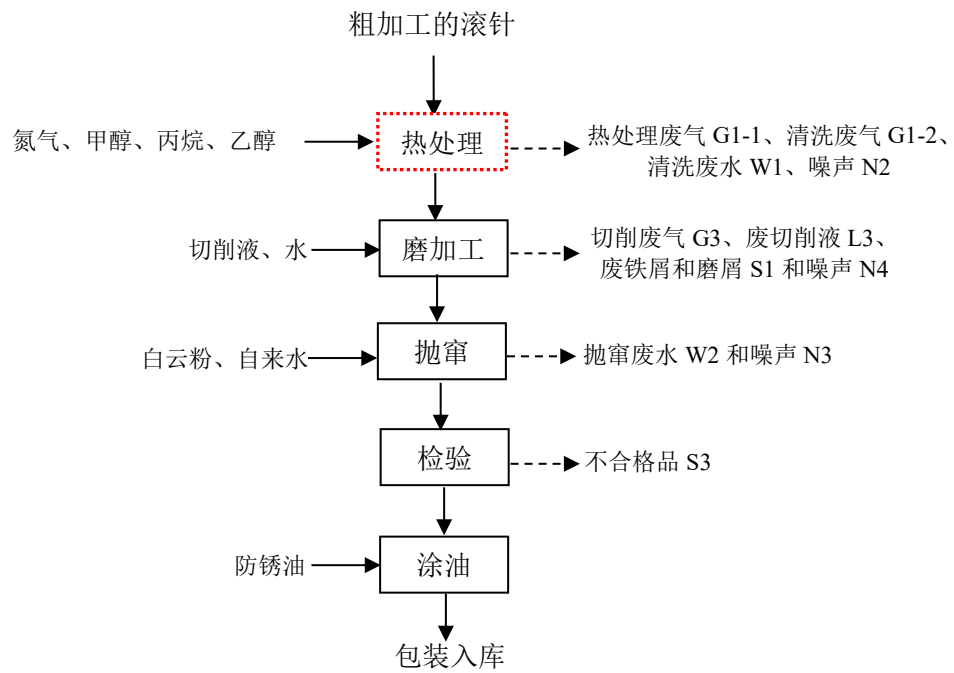 粗加工的滚针
氮气、甲醇、丙烷、乙醇
热处理
热处理废气 G1-1、清洗废气 G1-2、
清洗废水 W1、噪声 N2
切削液、水
磨加工
切削废气 G3、废切削液 L3、
废铁屑和磨屑 S1 和噪声 N4
白云粉、自来水
抛窜
抛窜废水 W2 和噪声 N3
检验
不合格品 S3
防锈油
涂油
包装入库